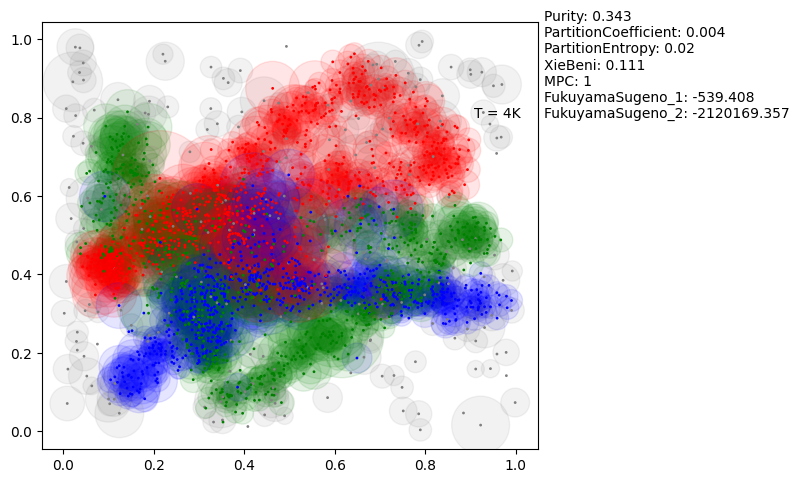 Purity: 0.343
PartitionCoefficient: 0.004
PartitionEntropy: 0.02
XieBeni: 0.111
MPC: 1
FukuyamaSugeno_1: -539.408
FukuyamaSugeno_2: -2120169.357
T = 4K
1.0
0.8
0.6
0.4
0.2
0.0
0.0 0.2 0.4 0.6 0.8 1.0